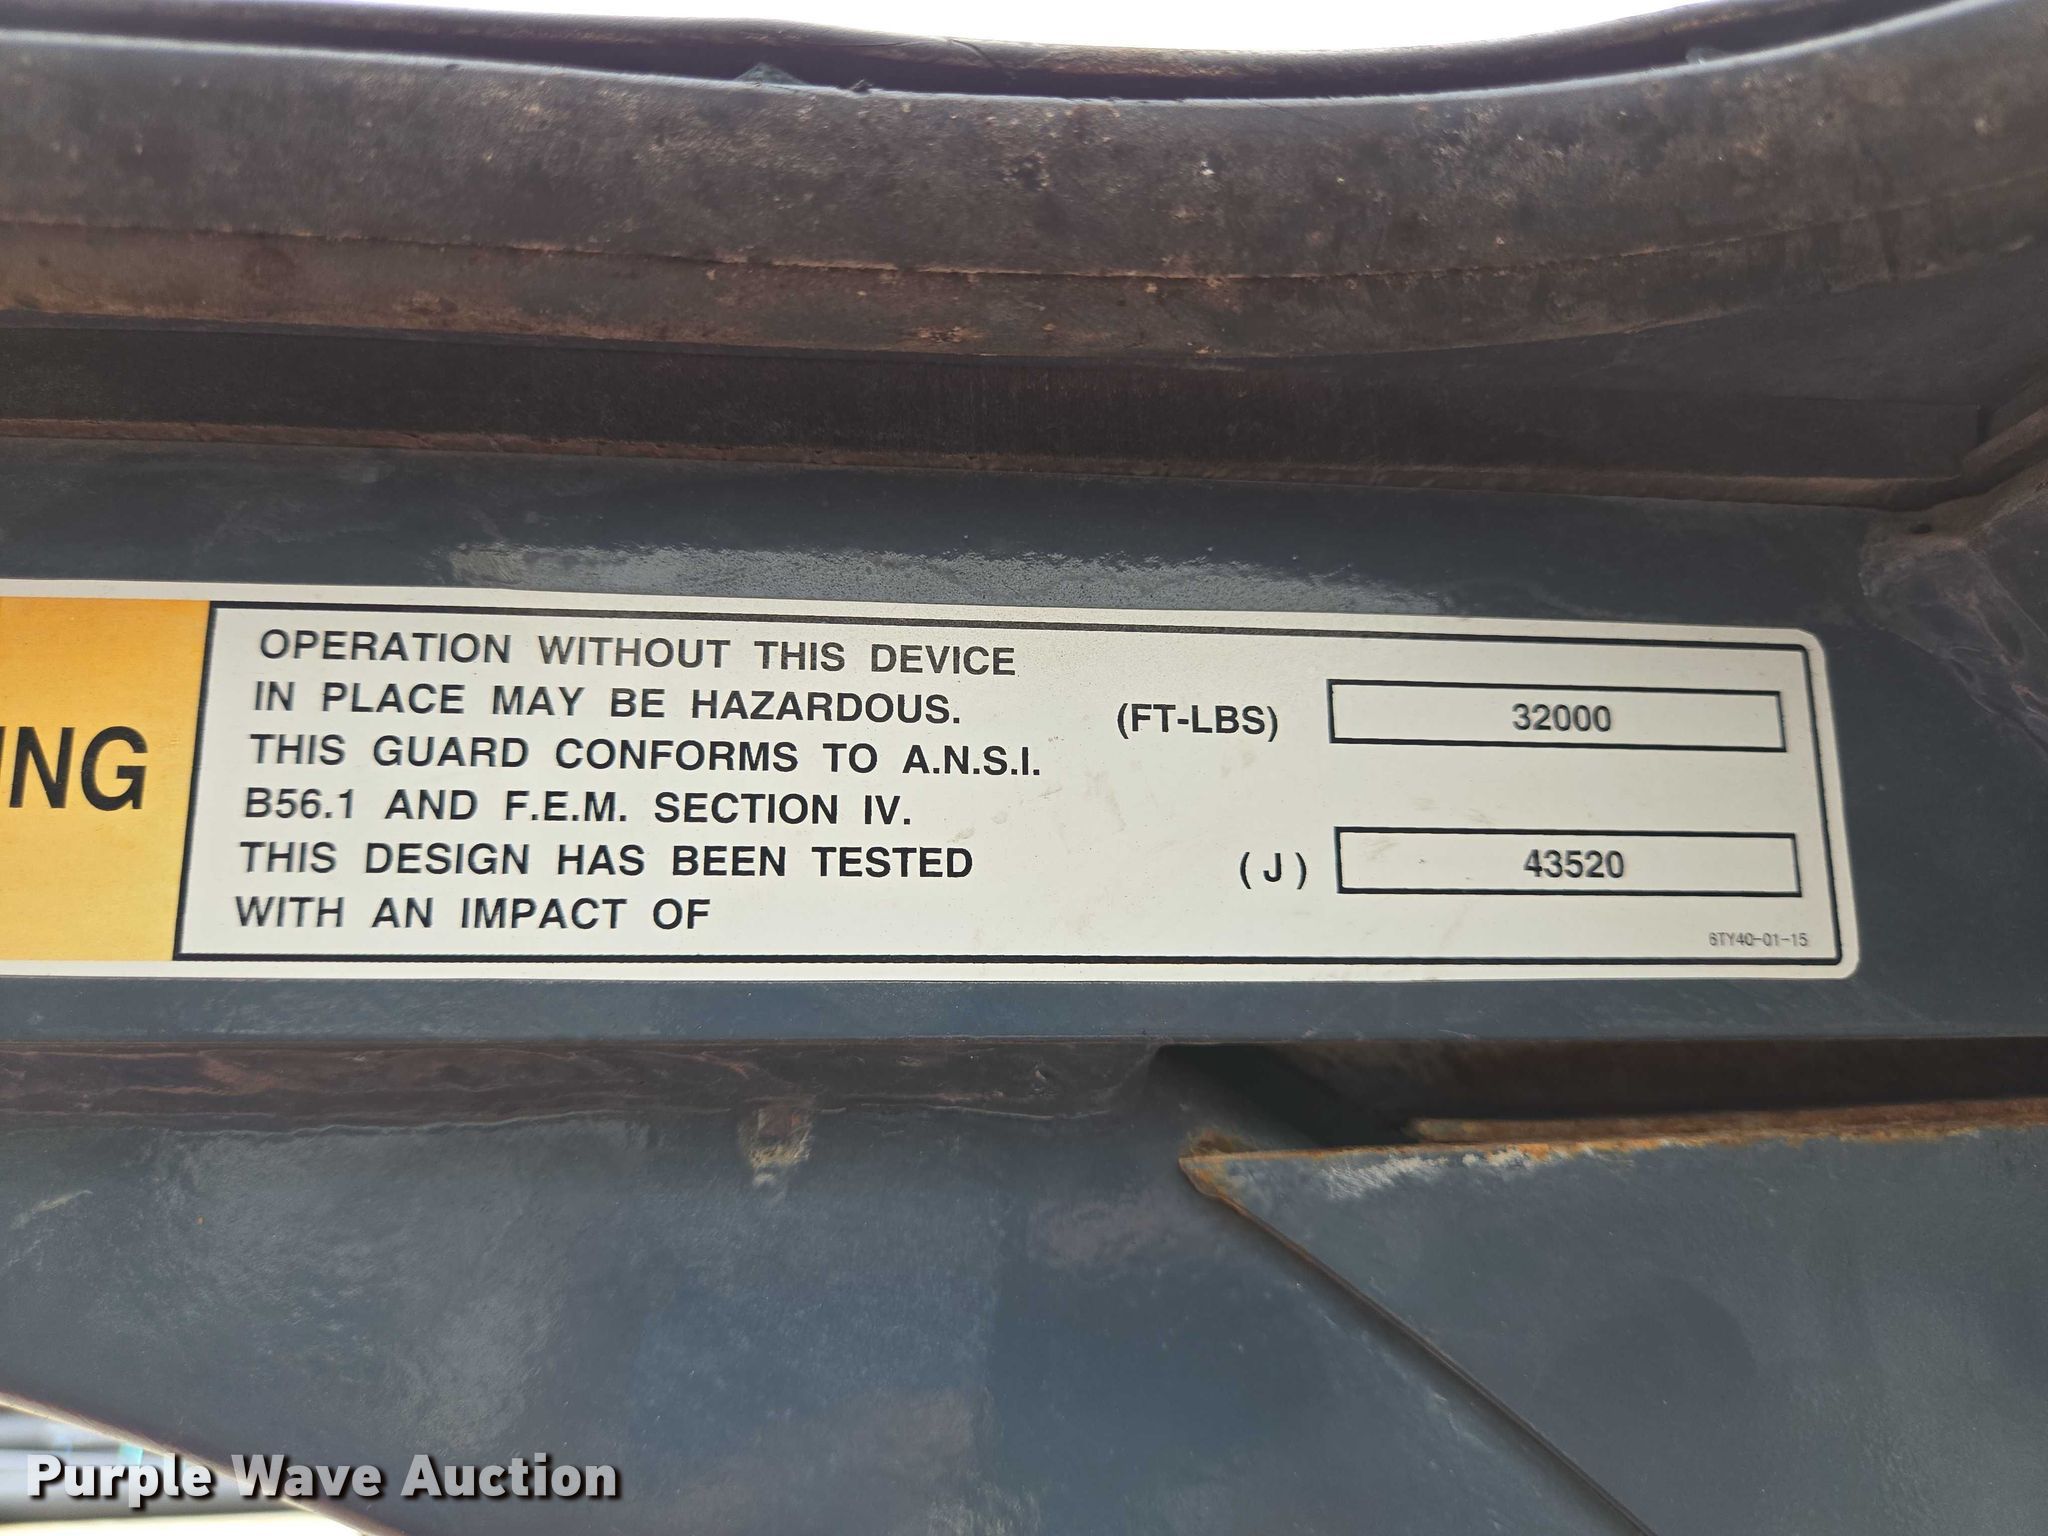 ING
OPERATION WITHOUT THIS DEVICE
IN PLACE MAY BE HAZARDOUS.
THIS GUARD CONFORMS TO A.N.S.I.
B56.1 AND F.E.M. SECTION IV.
THIS DESIGN HAS BEEN TESTED
WITH AN IMPACT OF
(FT-LBS) 32000
(J) 43520
6TY40-01-15
Purple Wave Auction